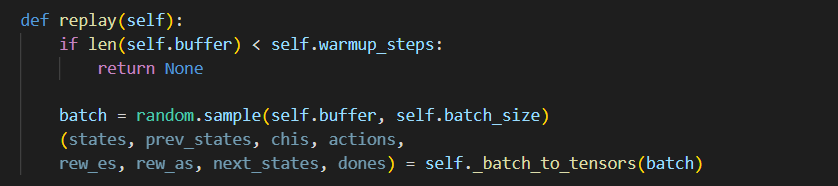 def replay(self):
    if len(self.buffer) < self.warmup_steps:
        return None
    batch = random.sample(self.buffer, self.batch_size)
    (states, prev_states, chis, actions,
    rew_es, rew_as, next_states, dones) = self._batch_to_tensors(batch)